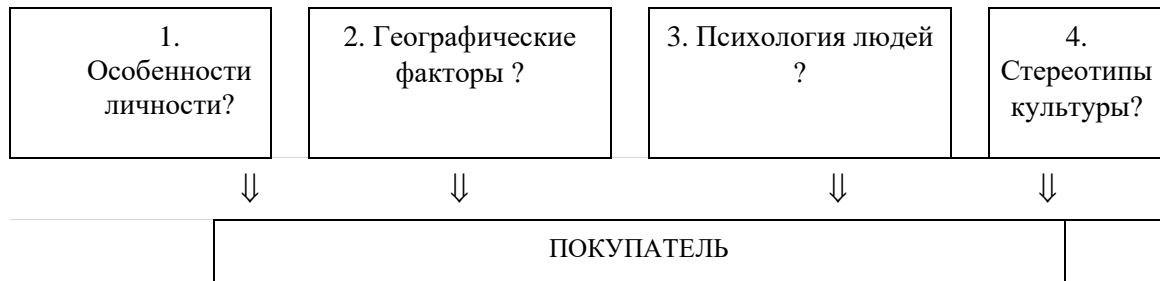 1.
Особенности
личности?
2. Географические
факторы ?
3. Психология людей
?
4.
Стереотипы
культуры?
⇓ ⇓ ⇓ ⇓
ПОКУПАТЕЛЬ